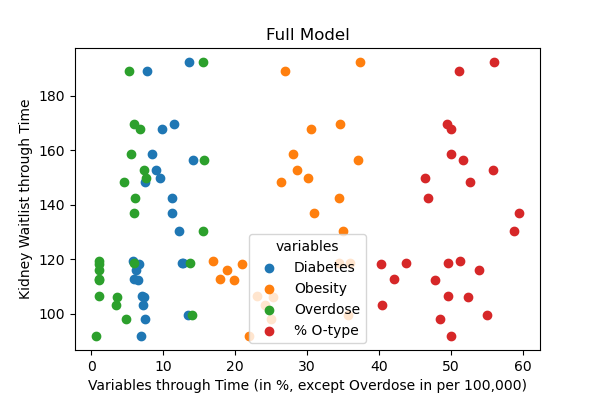 Full Model
Kidney Waitlist through Time
180
160
140
120
100
variables
Diabetes
Obesity
Overdose
% O-type
0 10 20 30 40 50 60
Variables through Time (in %, except Overdose in per 100,000)